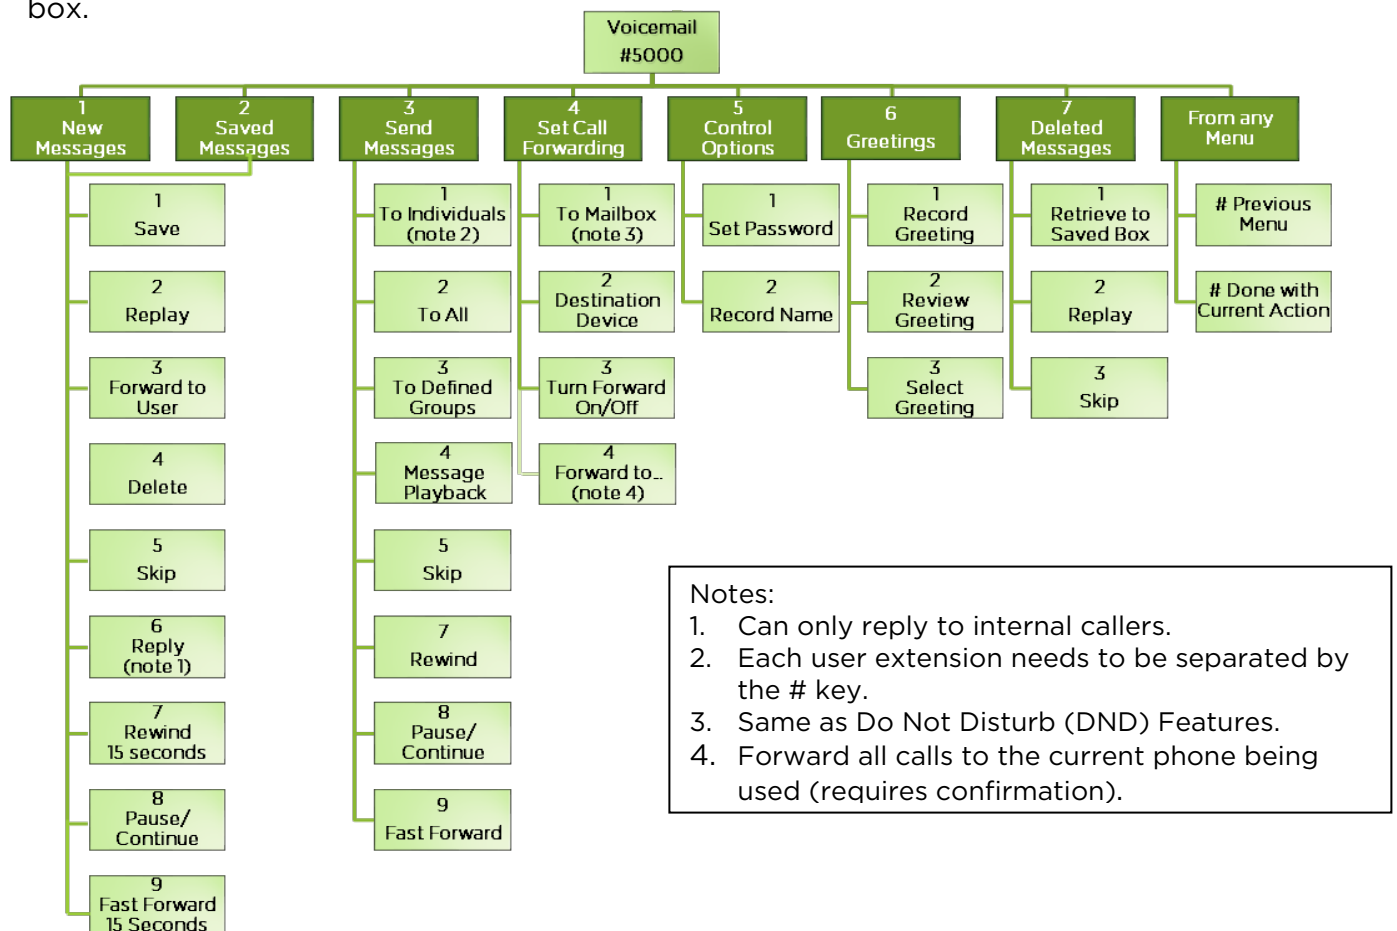 box.
Voicemail
#5000
1
New
Messages
2
Saved
Messages
3
Send
Messages
4
Set Call
Forwarding
5
Control
Options
6
Greetings
7
Deleted
Messages
From any
Menu
1
Save
2
Replay
3
Forward to
User
4
Delete
5
Skip
6
Reply
(note 1)
7
Rewind
15 seconds
8
Pause/
Continue
9
Fast Forward
15 Seconds
1
To Individuals
(note 2)
2
To All
3
To Defined
Groups
4
Message
Playback
5
Skip
7
Rewind
8
Pause/
Continue
9
Fast Forward
1
To Mailbox
(note 3)
2
Destination
Device
3
Turn Forward
On/Off
4
Forward to...
(note 4)
1
Set Password
2
Record Name
1
Record
Greeting
2
Review
Greeting
3
Select
Greeting
1
Retrieve to
Saved Box
2
Replay
3
Skip
# Previous
Menu
# Done with
Current Action
Notes:
1. Can only reply to internal callers.
2. Each user extension needs to be separated by
the # key.
3. Same as Do Not Disturb (DND) Features.
4. Forward all calls to the current phone being
used (requires confirmation).